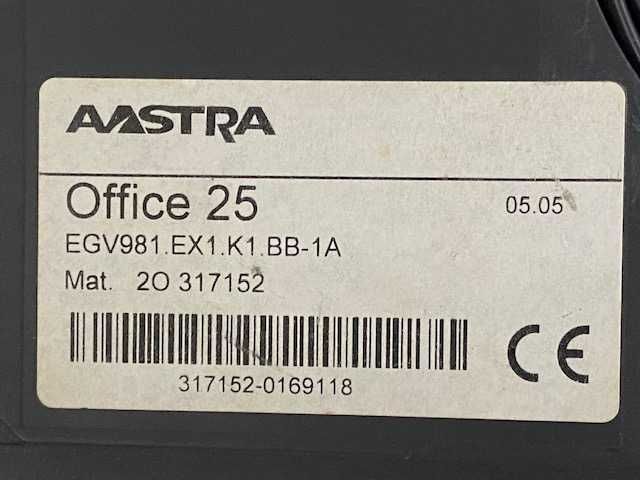 AASTRA
Office 25 05.05
EGV981.EX1.K1.BB-1A
Mat. 2O 317152
317152-0169118
CE